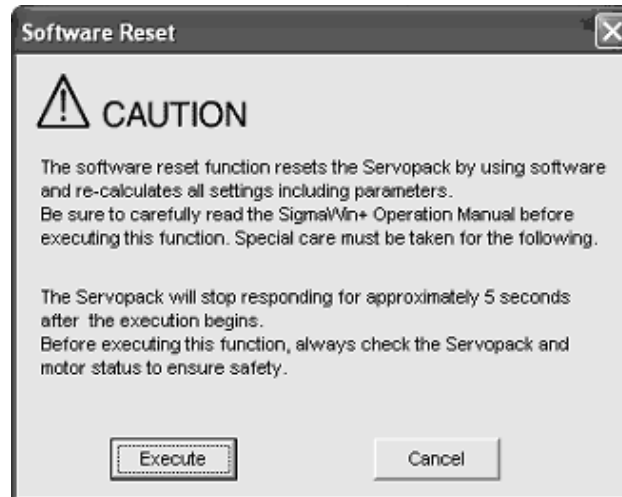 Software Reset
CAUTION
The software reset function resets the Servopack by using software
and re-calculates all settings including parameters.
Be sure to carefully read the SigmaWin+ Operation Manual before
executing this function. Special care must be taken for the following.
The Servopack will stop responding for approximately 5 seconds
after the execution begins.
Before executing this function, always check the Servopack and
motor status to ensure safety.
Execute
Cancel